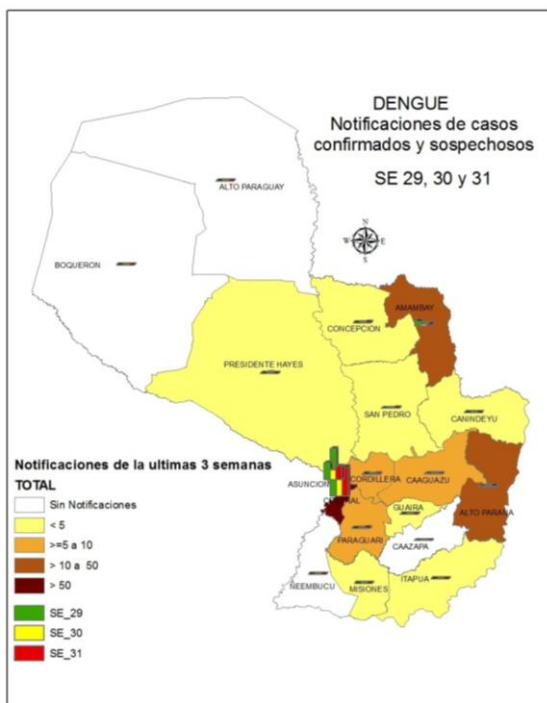 DENGUE
Notificaciones de casos
confirmados y sospechosos
SE 29, 30 y 31
N
W
E
S
ALTO PARAGUAY
BOQUERON
AMAMBAY
CONCEPCION
PRESIDENTE HAYES
SAN PEDRO
CANINDEYU
ASUNCION
CORDILLERA
CAAGUAZU
GUAIRA
ALTO PARANA
PARAGUARI
CAAZAPA
ÑEEMBUCU
MISIONES
ITAPUA
Notificaciones de la ultimas 3 semanas
TOTAL
Sin Notificaciones
< 5
>=5 a 10
> 10 a 50
> 50
SE_29
SE_30
SE_31